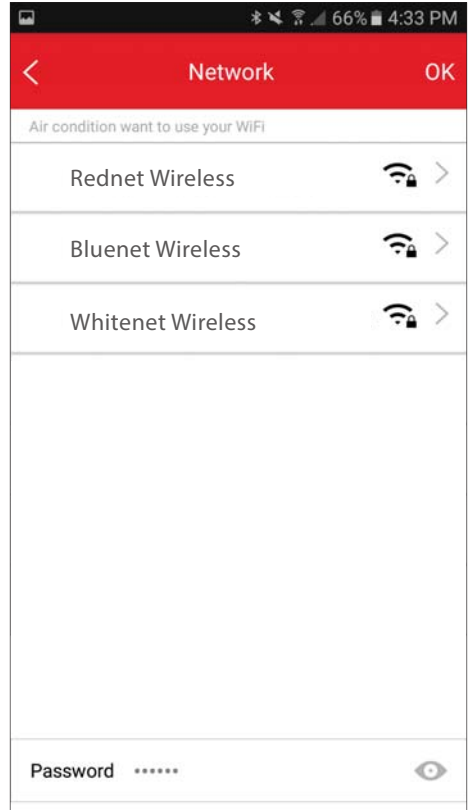 66% 4:33 PM
Network OK
Air condition want to use your WiFi
Rednet Wireless
Bluenet Wireless
Whitenet Wireless
Password ••••••